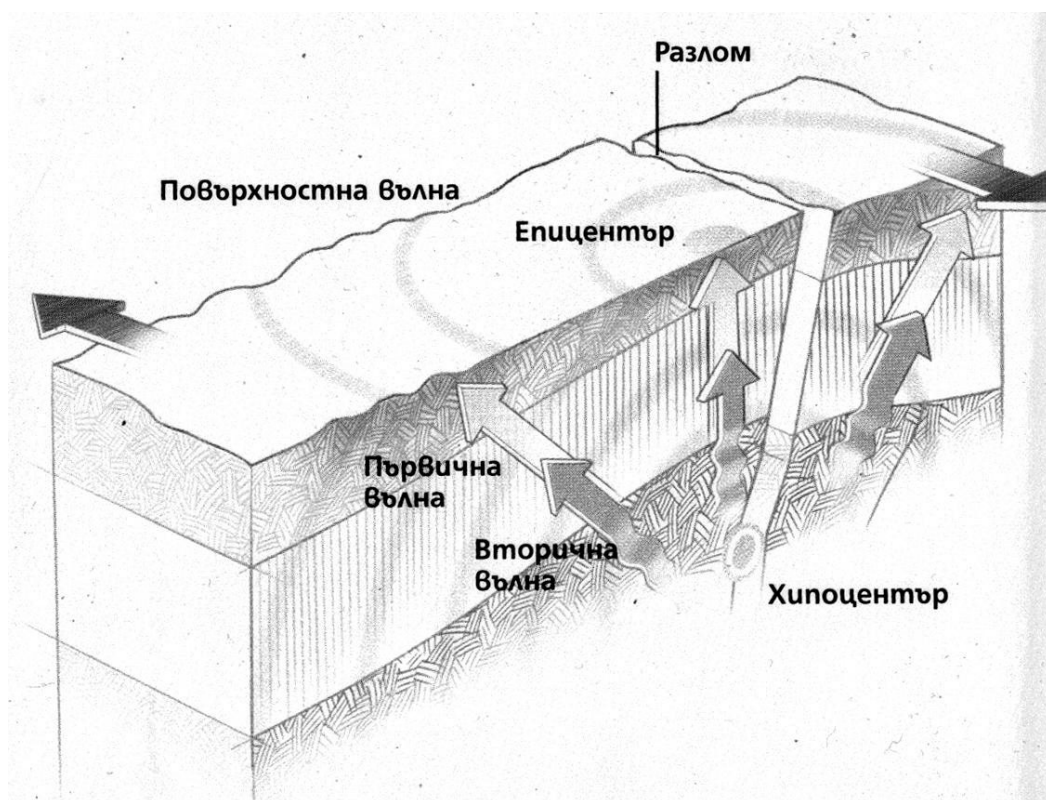 Разлом
Повърхностна вълна
Епицентър
Първична
вълна
Вторична
вълна
Хипоцентър